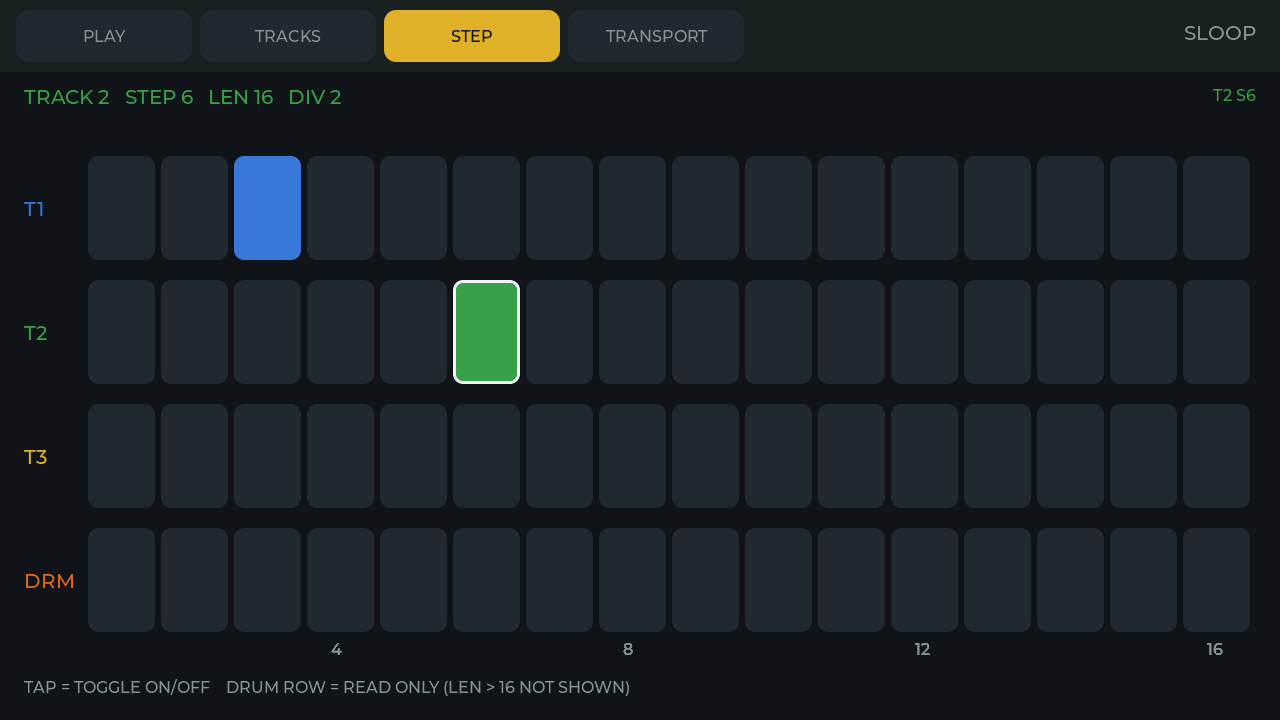 PLAY TRACKS STEP TRANSPORT SLOOP
TRACK 2 STEP 6 LEN 16 DIV 2 T2 S6
T1
T2
T3
DRM
4 8 12 16
TAP = TOGGLE ON/OFF DRUM ROW = READ ONLY (LEN > 16 NOT SHOWN)